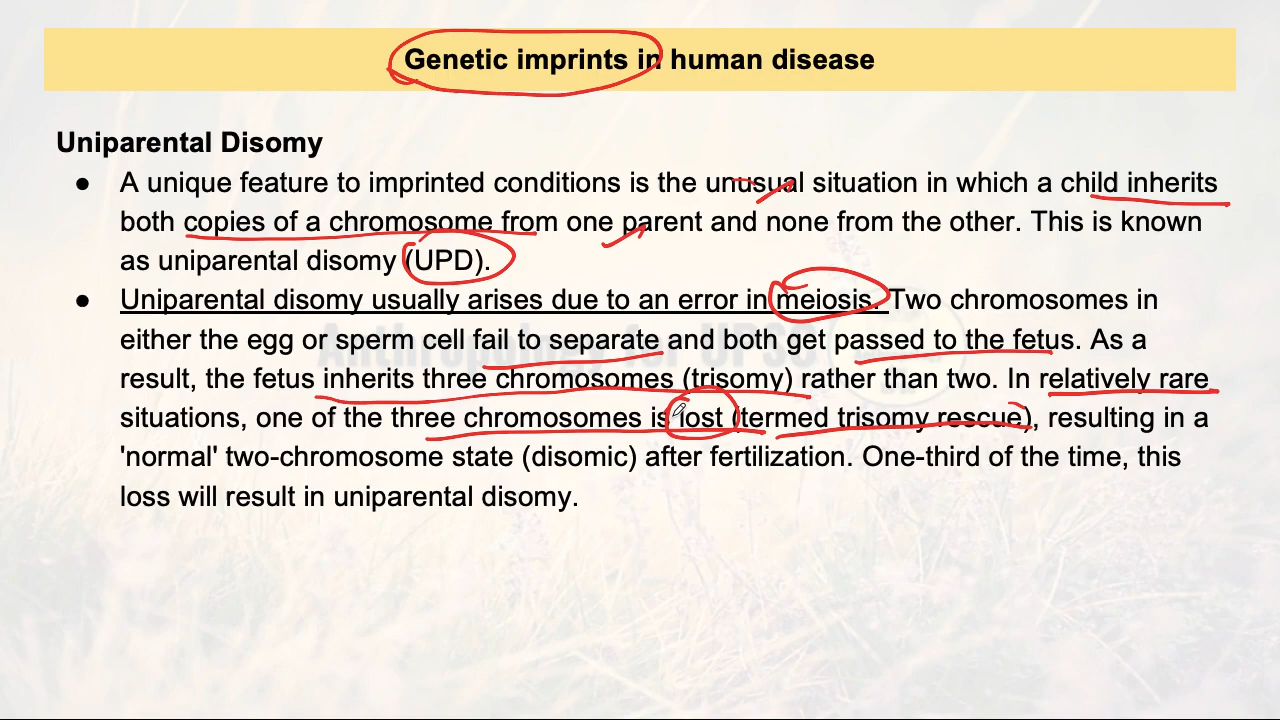 Genetic imprints in human disease
Uniparental Disomy
● A unique feature to imprinted conditions is the unusual situation in which a child inherits
both copies of a chromosome from one parent and none from the other. This is known
as uniparental disomy (UPD).
● Uniparental disomy usually arises due to an error in meiosis. Two chromosomes in
either the egg or sperm cell fail to separate and both get passed to the fetus. As a
result, the fetus inherits three chromosomes (trisomy) rather than two. In relatively rare
situations, one of the three chromosomes is lost (termed trisomy rescue), resulting in a
'normal' two-chromosome state (disomic) after fertilization. One-third of the time, this
loss will result in uniparental disomy.
Anthropology for UPSC